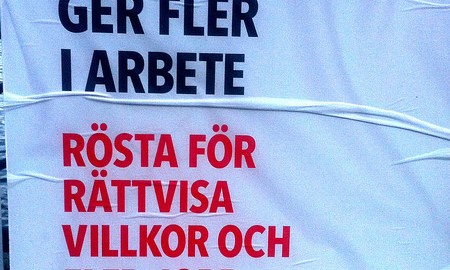 GER FLER
I ARBETE
RÖSTA FÖR
RÄTTVISA
VILLKOR OCH